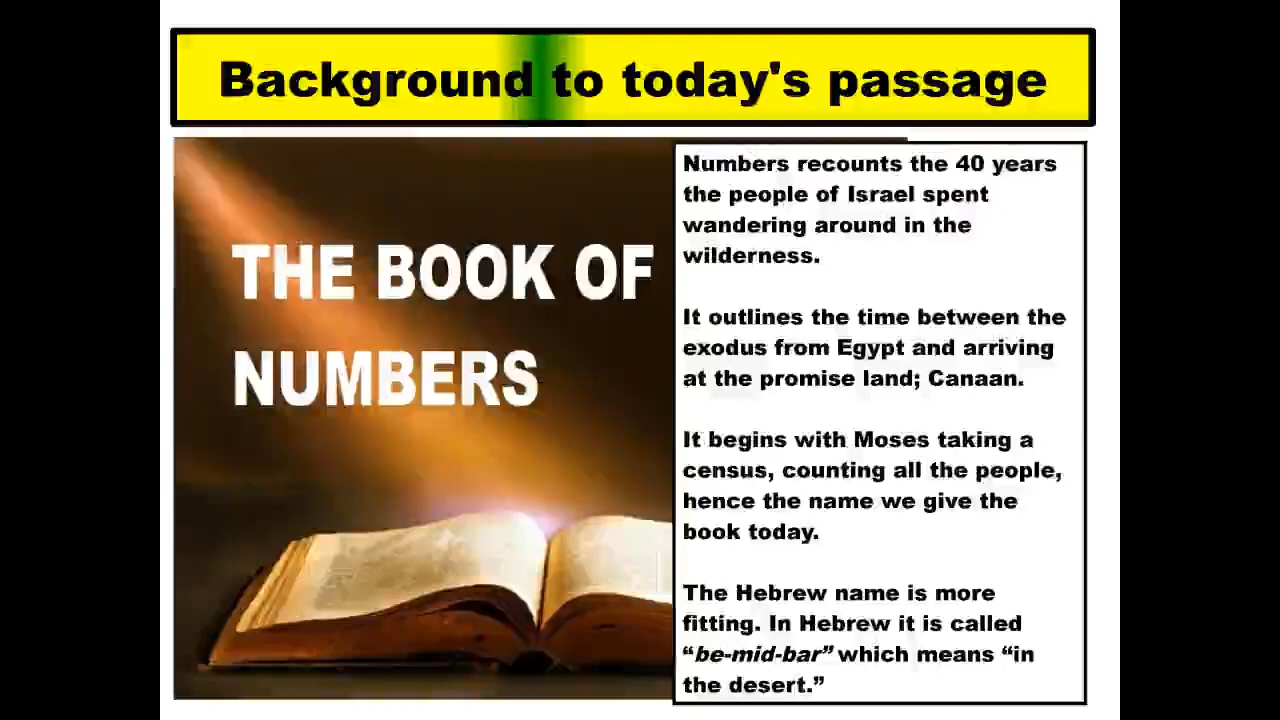 Background to today's passage
THE BOOK OF
NUMBERS
Numbers recounts the 40 years
the people of Israel spent
wandering around in the
wilderness.
It outlines the time between the
exodus from Egypt and arriving
at the promise land; Canaan.
It begins with Moses taking a
census, counting all the people,
hence the name we give the
book today.
The Hebrew name is more
fitting. In Hebrew it is called
“be-mid-bar” which means “in
the desert.”